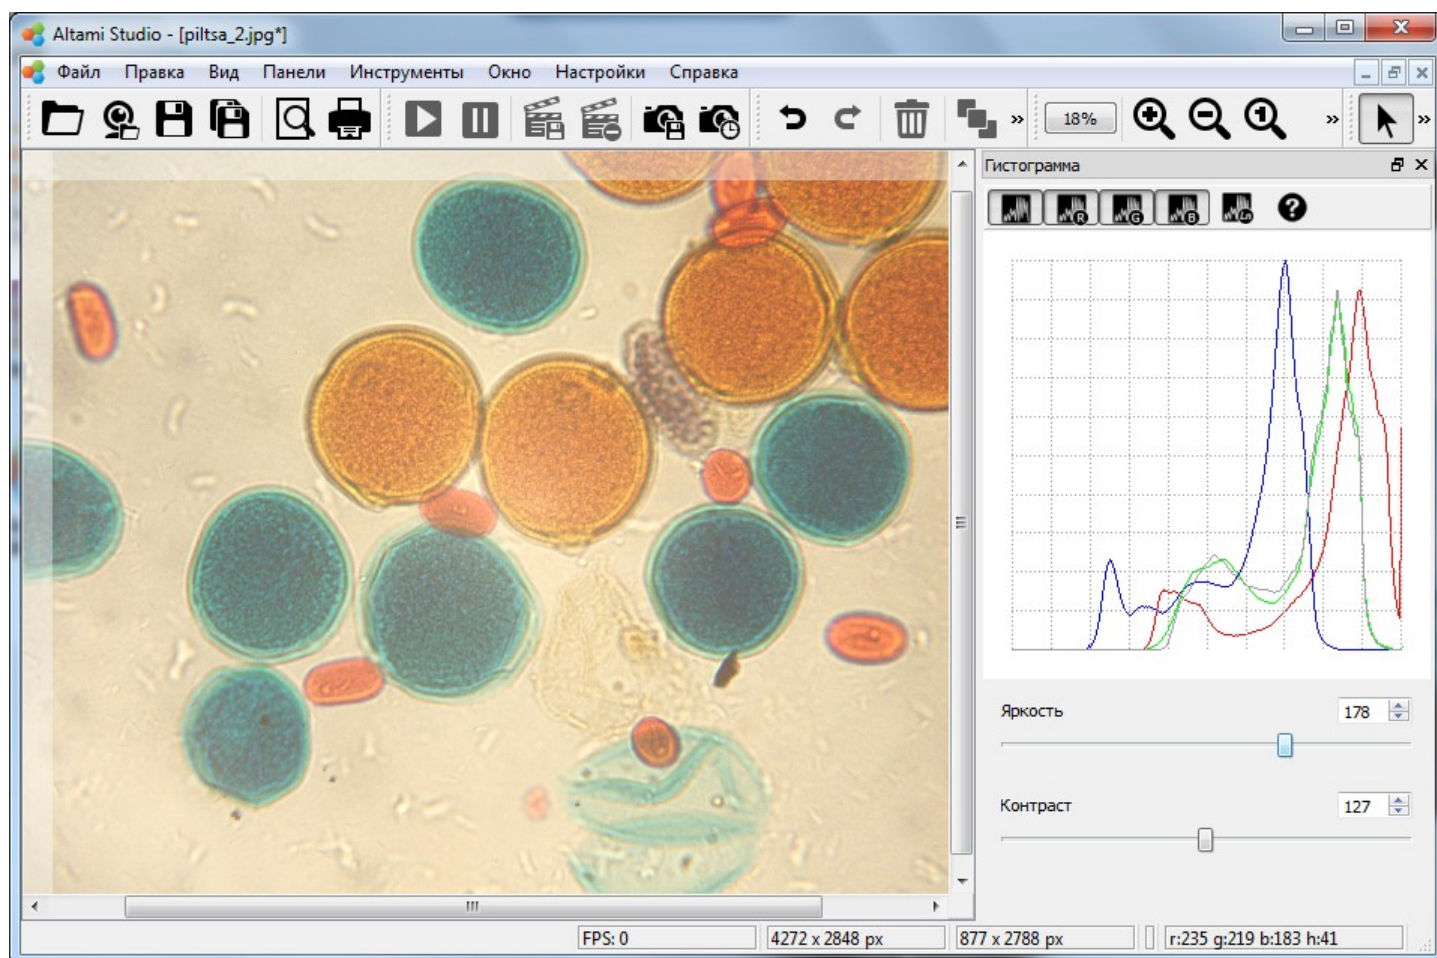 Altami Studio - [piltsa_2.jpg*]
Файл Правка Вид Панели Инструменты Окно Настройки Справка
18%
Гистограмма
R G B Ln ?
Яркость 178
Контраст 127
FPS: 0 4272 x 2848 px 877 x 2788 px r:235 g:219 b:183 h:41